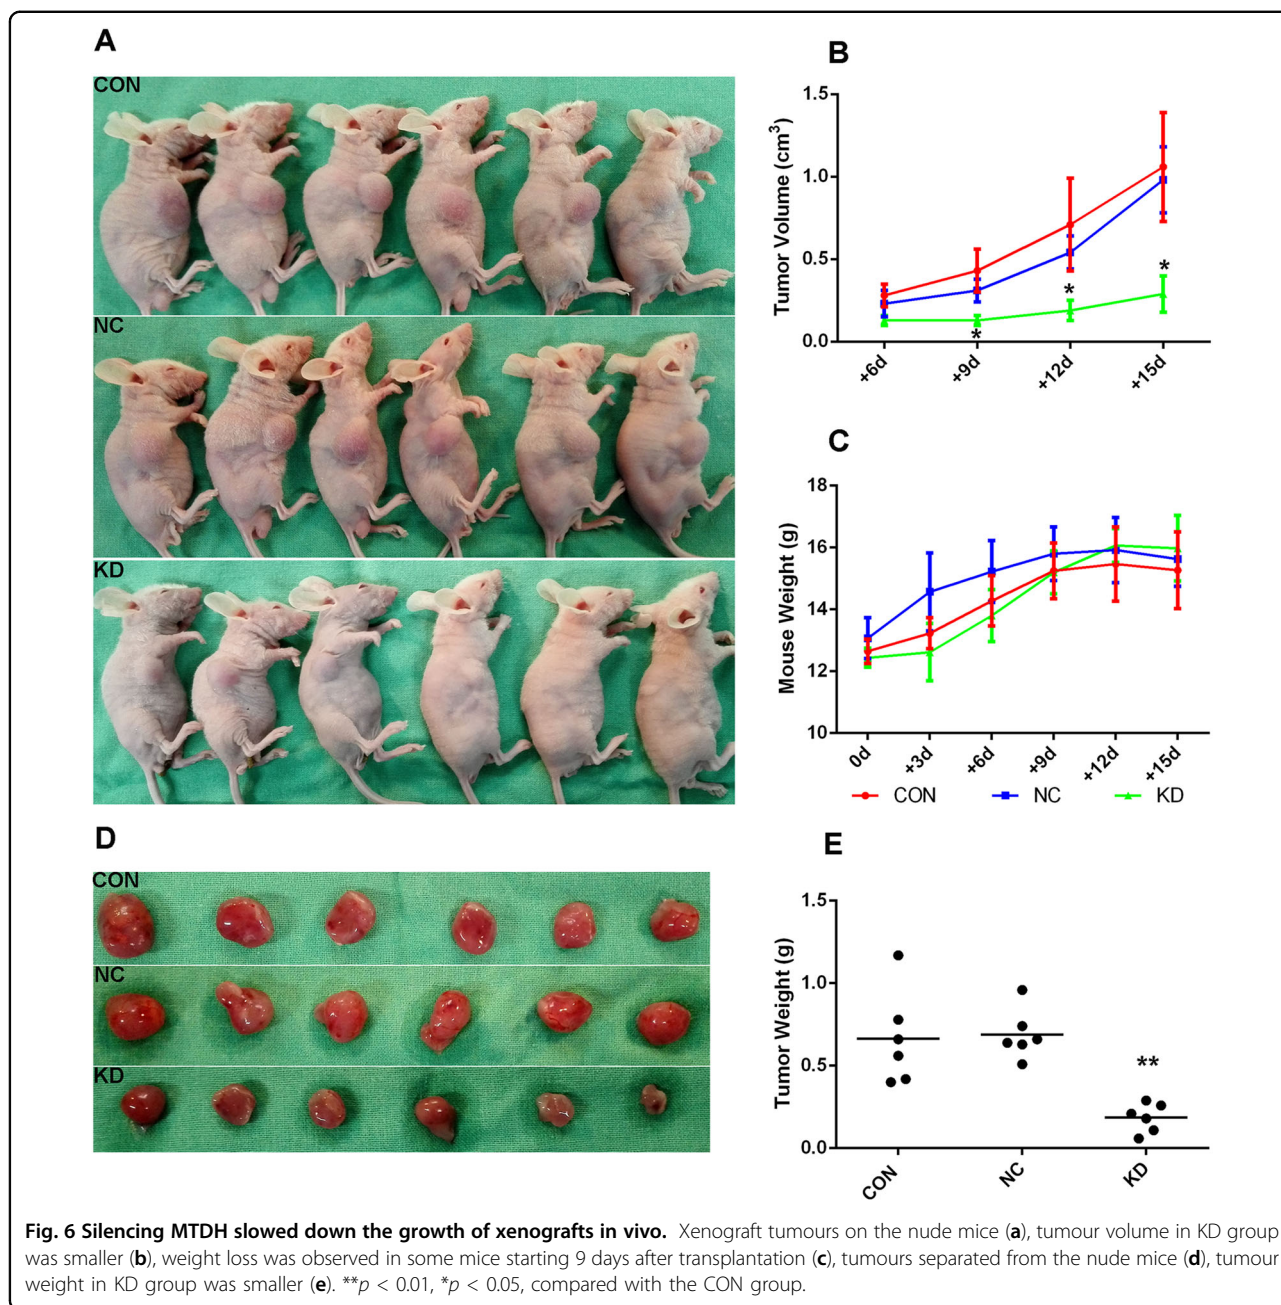 A
CON
NC
KD
B
Tumor Volume (cm³)
1.5
1.0
0.5
0.0
*
*
*
+6d
+9d
+12d
+15d
C
Mouse Weight (g)
18
16
14
12
10
0d
+3d
+6d
+9d
+12d
+15d
CON NC KD
D
CON
NC
KD
E
Tumor Weight (g)
1.5
1.0
0.5
0.0
**
CON
NC
KD
Fig. 6 Silencing MTDH slowed down the growth of xenografts in vivo. Xenograft tumours on the nude mice (a), tumour volume in KD group
was smaller (b), weight loss was observed in some mice starting 9 days after transplantation (c), tumours separated from the nude mice (d), tumour
weight in KD group was smaller (e). **p < 0.01, *p < 0.05, compared with the CON group.